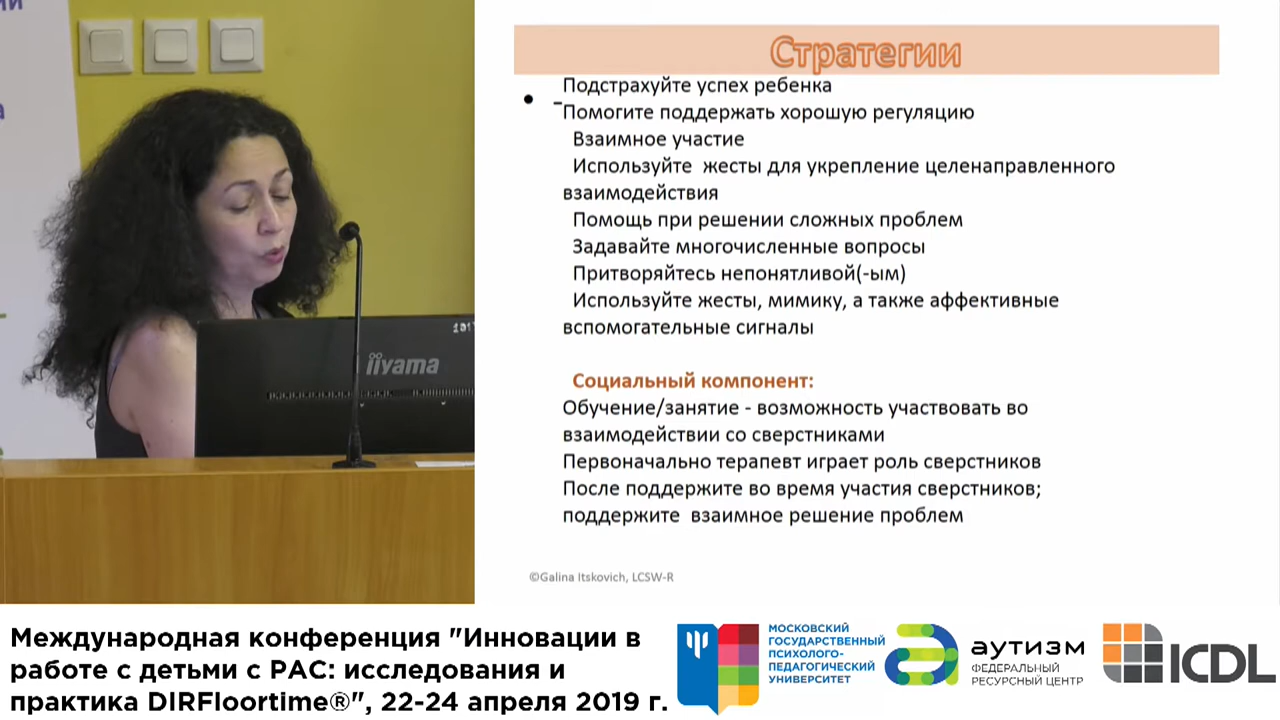 Стратегии
Подстрахуйте успех ребенка
• –
Помогите поддержать хорошую регуляцию
Взаимное участие
Используйте жесты для укрепление целенаправленного
взаимодействия
Помощь при решении сложных проблем
Задавайте многочисленные вопросы
Притворяйтесь непонятливой(-ым)
Используйте жесты, мимику, а также аффективные
вспомогательные сигналы
Социальный компонент:
Обучение/занятие - возможность участвовать во
взаимодействии со сверстниками
Первоначально терапевт играет роль сверстников
После поддержите во время участия сверстников;
поддержите взаимное решение проблем
©Galina Itskovich, LCSW-R
iiyama
Международная конференция "Инновации в
работе с детьми с РАС: исследования и
практика DIRFloortime®", 22-24 апреля 2019 г.
МОСКОВСКИЙ
ГОСУДАРСТВЕННЫЙ
ПСИХОЛОГО-
ПЕДАГОГИЧЕСКИЙ
УНИВЕРСИТЕТ
аутизм
ФЕДЕРАЛЬНЫЙ
РЕСУРСНЫЙ ЦЕНТР
ICDL